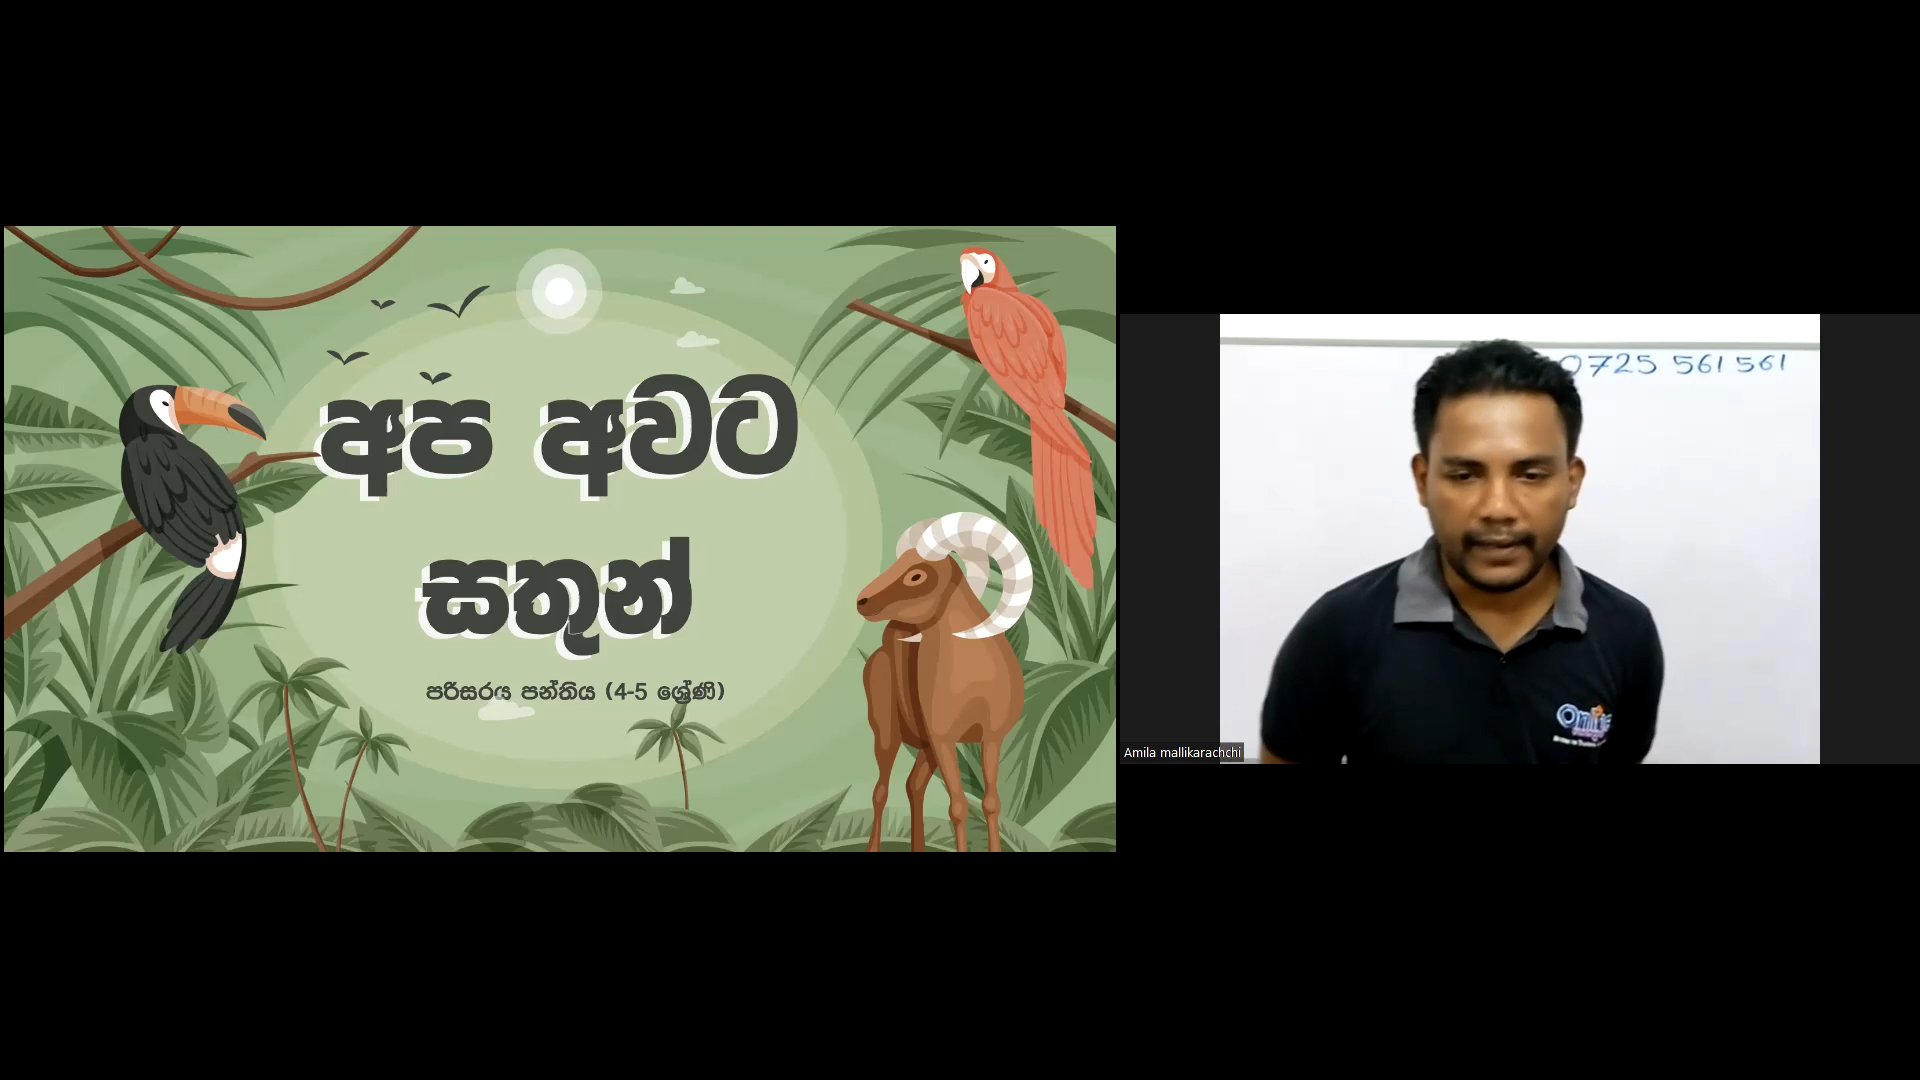 අප අවට
සතුන්
පරිසරය පන්තිය (4-5 ශ්‍රේණි)
0725 561 561
Amila mallikarachchi